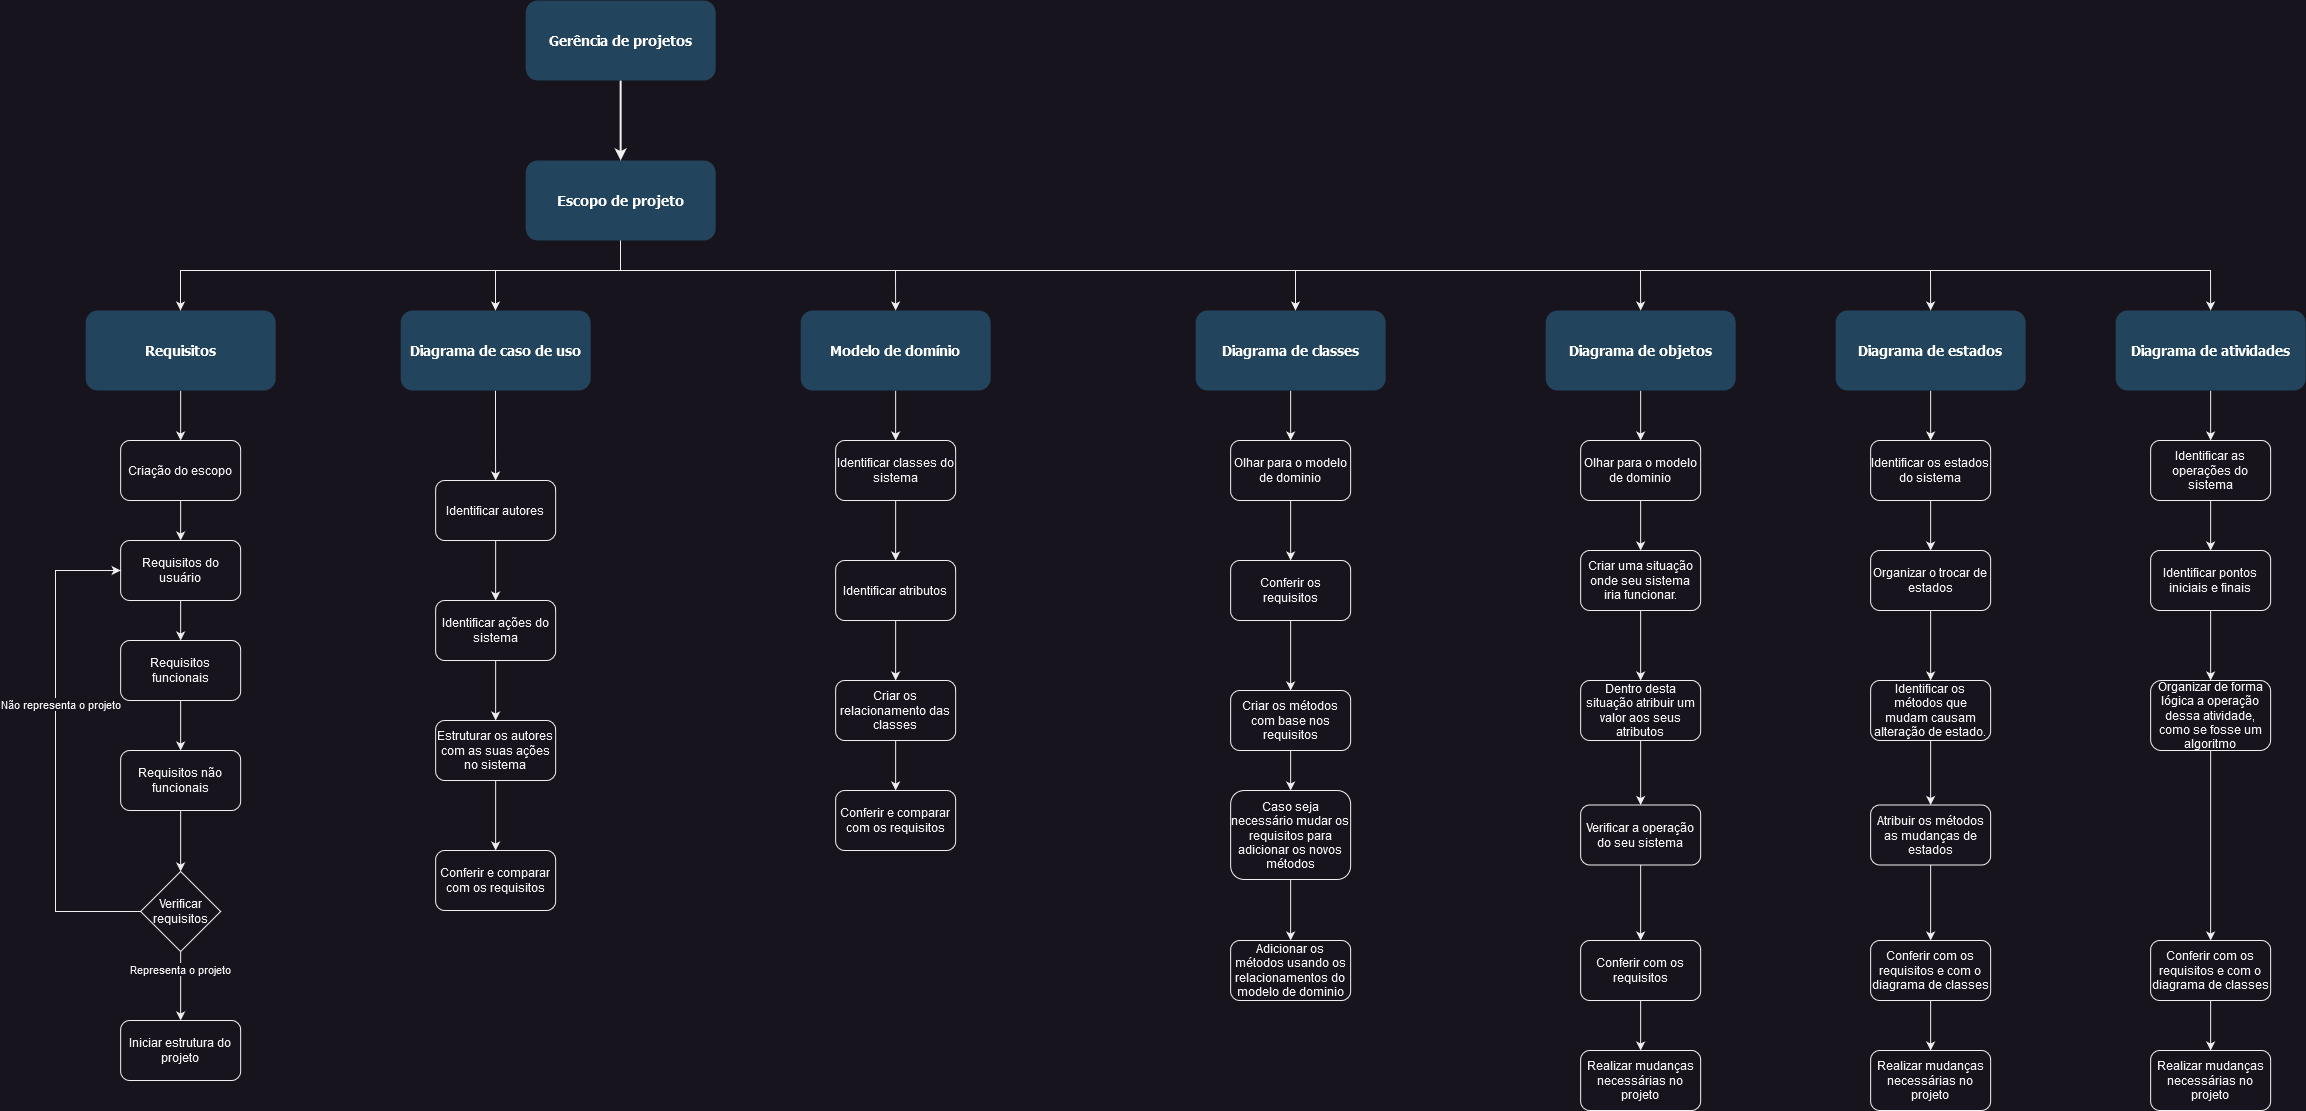 Gerência de projetos
Escopo de projeto
Requisitos
Diagrama de caso de uso
Modelo de domínio
Diagrama de classes
Diagrama de objetos
Diagrama de estados
Diagrama de atividades
Criação do escopo
Requisitos do
usuário
Requisitos
funcionais
Não representa o projeto
Requisitos não
funcionais
Verificar
requisitos
Representa o projeto
Iniciar estrutura do
projeto
Identificar autores
Identificar ações do
sistema
Estruturar os autores
com as suas ações
no sistema
Conferir e comparar
com os requisitos
Identificar classes do
sistema
Identificar atributos
Criar os
relacionamento das
classes
Conferir e comparar
com os requisitos
Olhar para o modelo
de dominio
Conferir os
requisitos
Criar os métodos
com base nos
requisitos
Caso seja
necessário mudar os
requisitos para
adicionar os novos
métodos
Adicionar os
métodos usando os
relacionamentos do
modelo de dominio
Olhar para o modelo
de dominio
Criar uma situação
onde seu sistema
iria funcionar.
Dentro desta
situação atribuir um
valor aos seus
atributos
Verificar a operação
do seu sistema
Conferir com os
requisitos
Realizar mudanças
necessárias no
projeto
Identificar os estados
do sistema
Organizar o trocar de
estados
Identificar os
métodos que
mudam causam
alteração de estado.
Atribuir os métodos
as mudanças de
estados
Conferir com os
requisitos e com o
diagrama de classes
Realizar mudanças
necessárias no
projeto
Identificar as
operações do
sistema
Identificar pontos
iniciais e finais
Organizar de forma
lógica a operação
dessa atividade,
como se fosse um
algoritmo
Conferir com os
requisitos e com o
diagrama de classes
Realizar mudanças
necessárias no
projeto